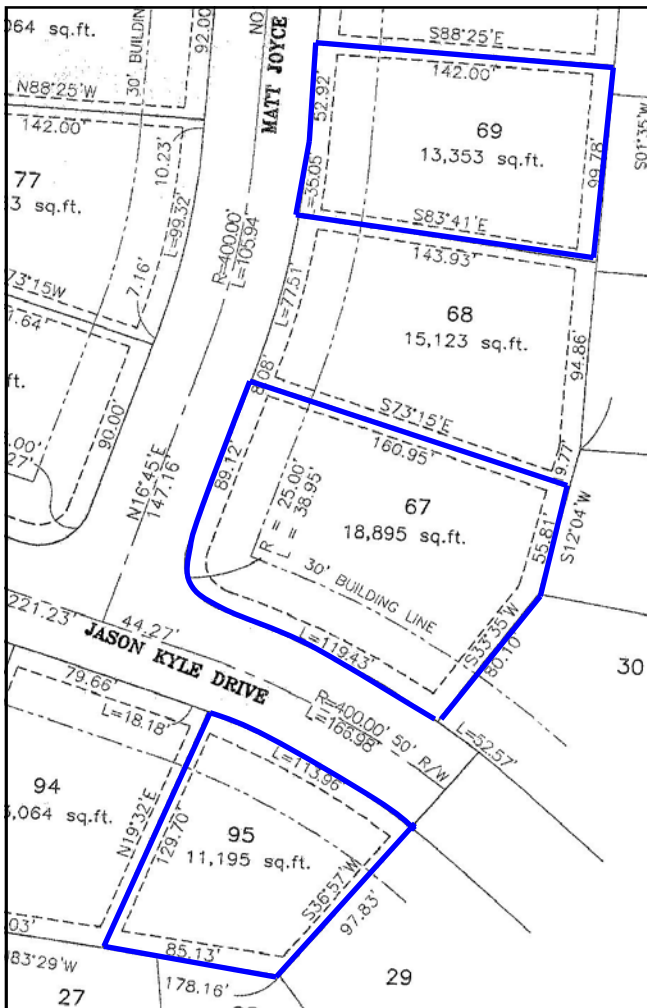 064 sq.ft.
92.00'
30' BUILDING
NO
MATT JOYCE
S88°25'E
142.00'
52.92'
69
13,353 sq.ft.
99.78'
S01°35'W
=35.05'
S83°41'E
N88°25'W
142.00'
10.23'
77
3 sq.ft.
L=99.32'
R=400.00'
L=105.94
7.16'
73°15W
1.64'
ft.
90.00'
.00'
27'
143.93'
L=77.51'
68
15,123 sq.ft.
94.86'
8.08'
S73°15'E
160.95'
9.77'
89.12'
N16°45'E
147.16'
R = 25.00'
L = 38.95'
67
18,895 sq.ft.
55.81'
S12°04'W
30' BUILDING LINE
S33°35'W
80.10'
30
221.23'
44.27'
JASON KYLE DRIVE
L=119.43'
R=400.00'
L=166.98'
50' R/W
L=52.57'
79.66'
L=18.18'
L=113.96'
94
,064 sq.ft.
N19°32'E
129.70'
95
11,195 sq.ft.
S36°57'W
97.83'
03'
83°29'W
85.13'
178.16'
27
29